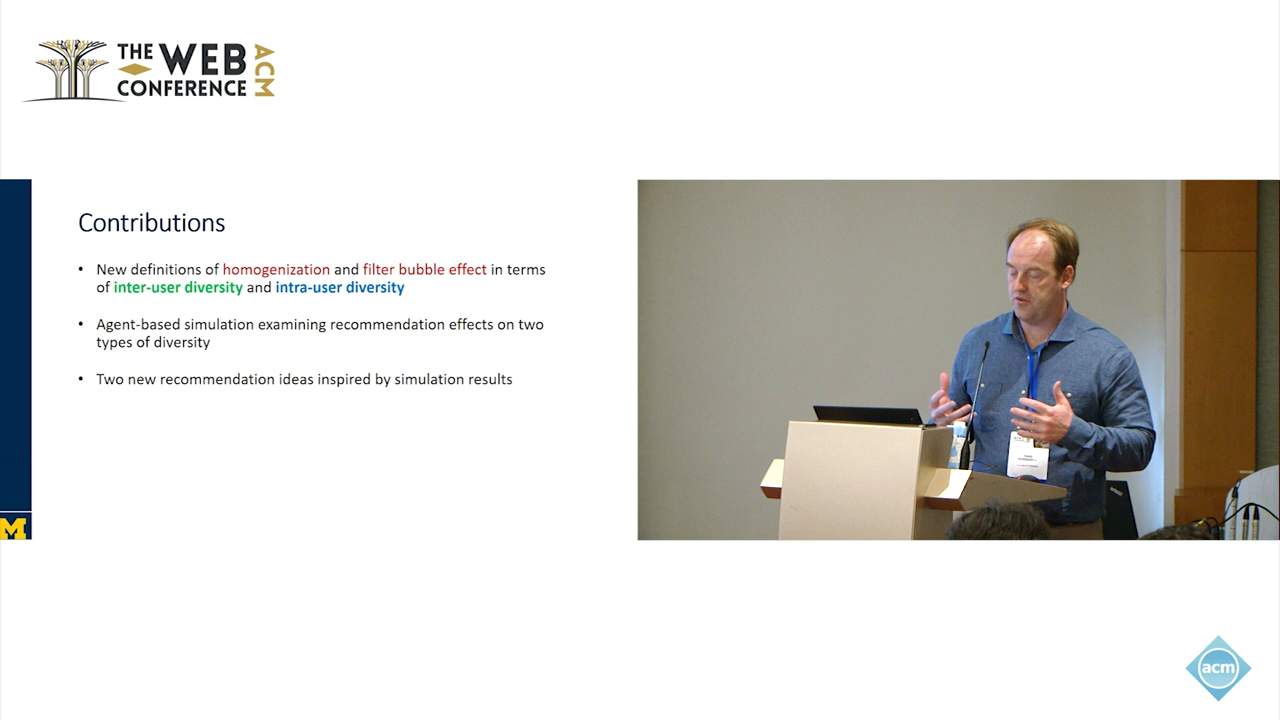 THE WEB
CONFERENCE
ACM
Contributions
• New definitions of homogenization and filter bubble effect in terms
of inter-user diversity and intra-user diversity
• Agent-based simulation examining recommendation effects on two
types of diversity
• Two new recommendation ideas inspired by simulation results
M
acm